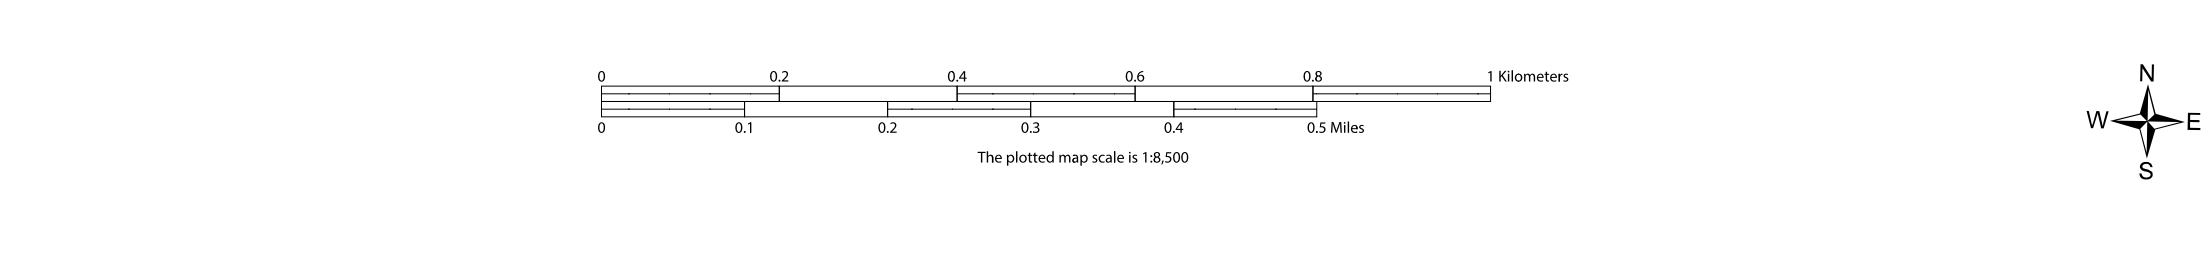 0 0.2 0.4 0.6 0.8 1 Kilometers
0 0.1 0.2 0.3 0.4 0.5 Miles
The plotted map scale is 1:8,500
N
W E
S